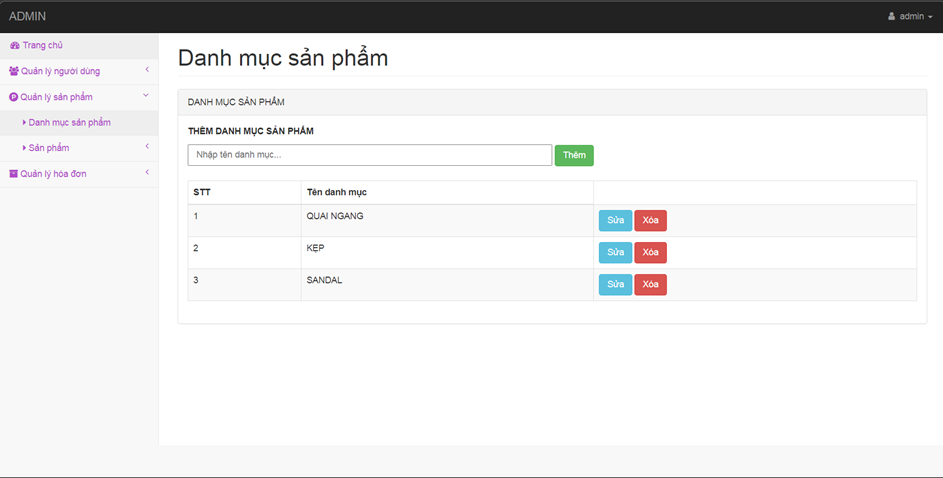 ADMIN
admin
Trang chủ
Quản lý người dùng
Quản lý sản phẩm
Danh mục sản phẩm
Sản phẩm
Quản lý hóa đơn
Danh mục sản phẩm
DANH MỤC SẢN PHẨM
THÊM DANH MỤC SẢN PHẨM
Nhập tên danh mục... Thêm
STT Tên danh mục
1 QUAI NGANG Sửa Xóa
2 KẸP Sửa Xóa
3 SANDAL Sửa Xóa